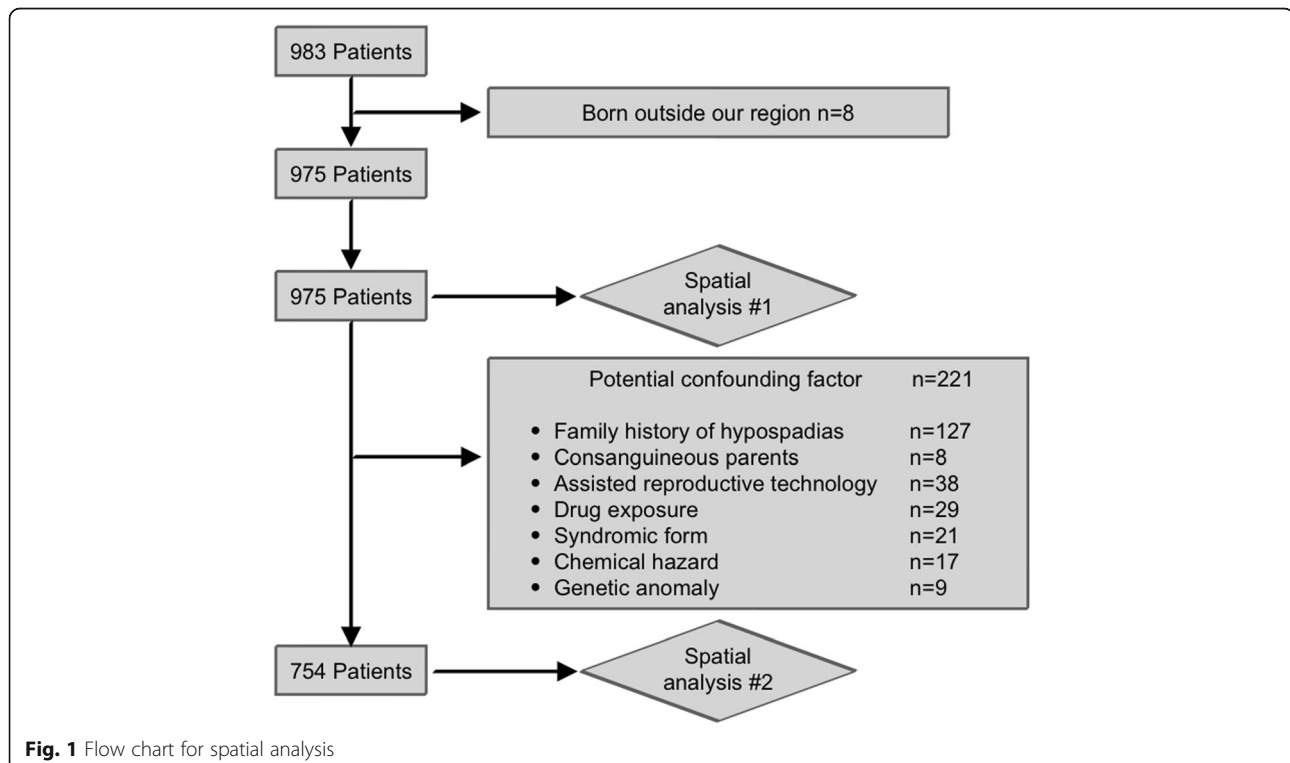 983 Patients
Born outside our region n=8
975 Patients
975 Patients
Spatial
analysis #1
Potential confounding factor n=221
• Family history of hypospadias n=127
• Consanguineous parents n=8
• Assisted reproductive technology n=38
• Drug exposure n=29
• Syndromic form n=21
• Chemical hazard n=17
• Genetic anomaly n=9
754 Patients
Spatial
analysis #2
Fig. 1 Flow chart for spatial analysis